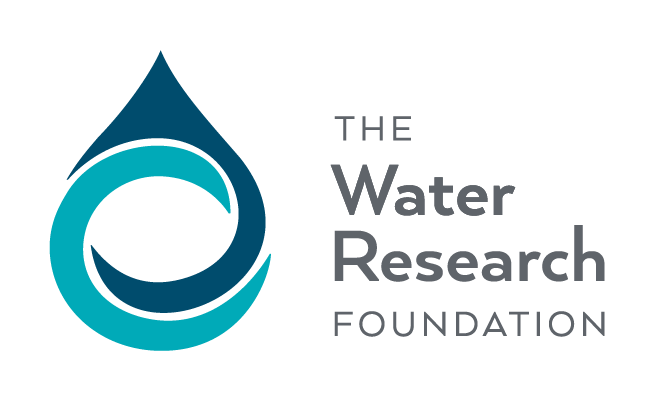 THE
Water
Research
FOUNDATION